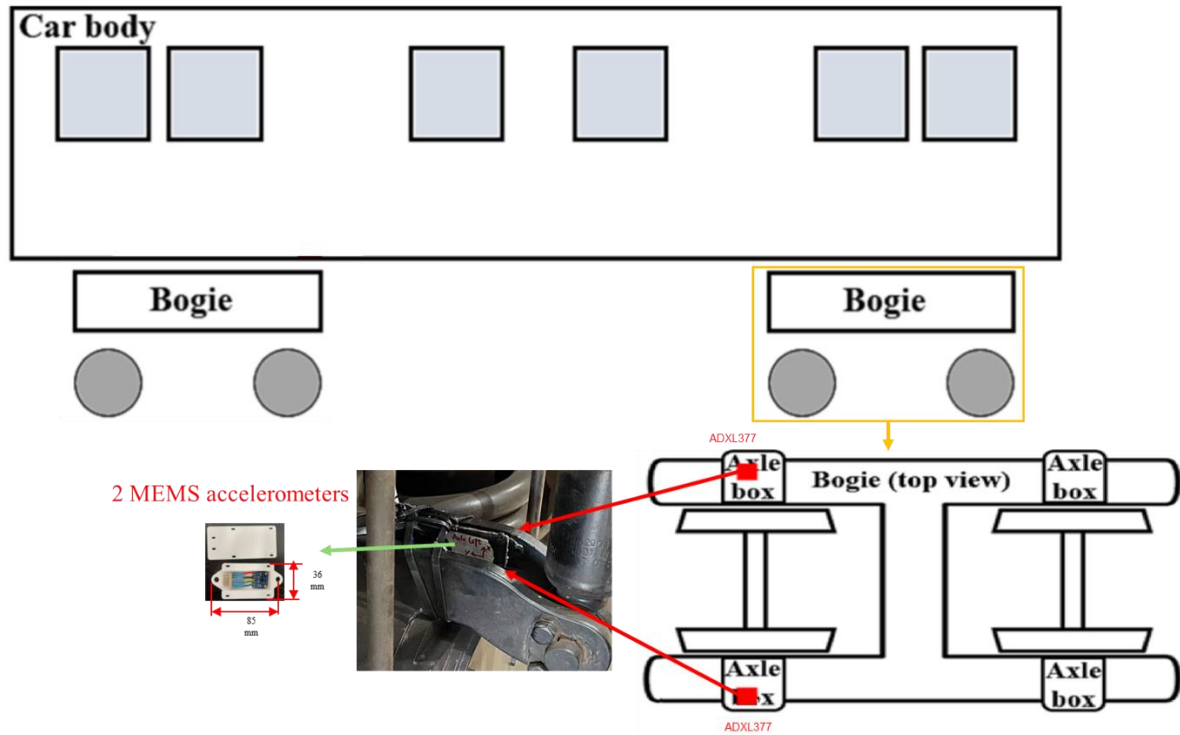 Car body
Bogie
Bogie
ADXL377
Axle
box
Bogie (top view)
Axle
box
2 MEMS accelerometers
36
mm
85
mm
Axle
box
ADXL377
Axle
box